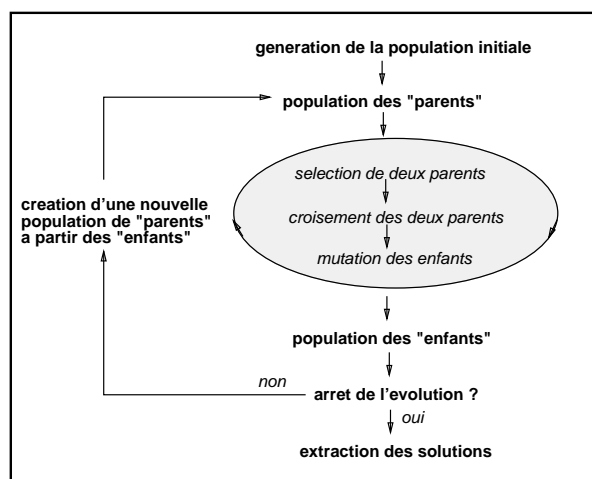 generation de la population initiale
population des "parents"
selection de deux parents
croisement des deux parents
mutation des enfants
creation d'une nouvelle
population de "parents"
a partir des "enfants"
population des "enfants"
non
arret de l'evolution ?
oui
extraction des solutions